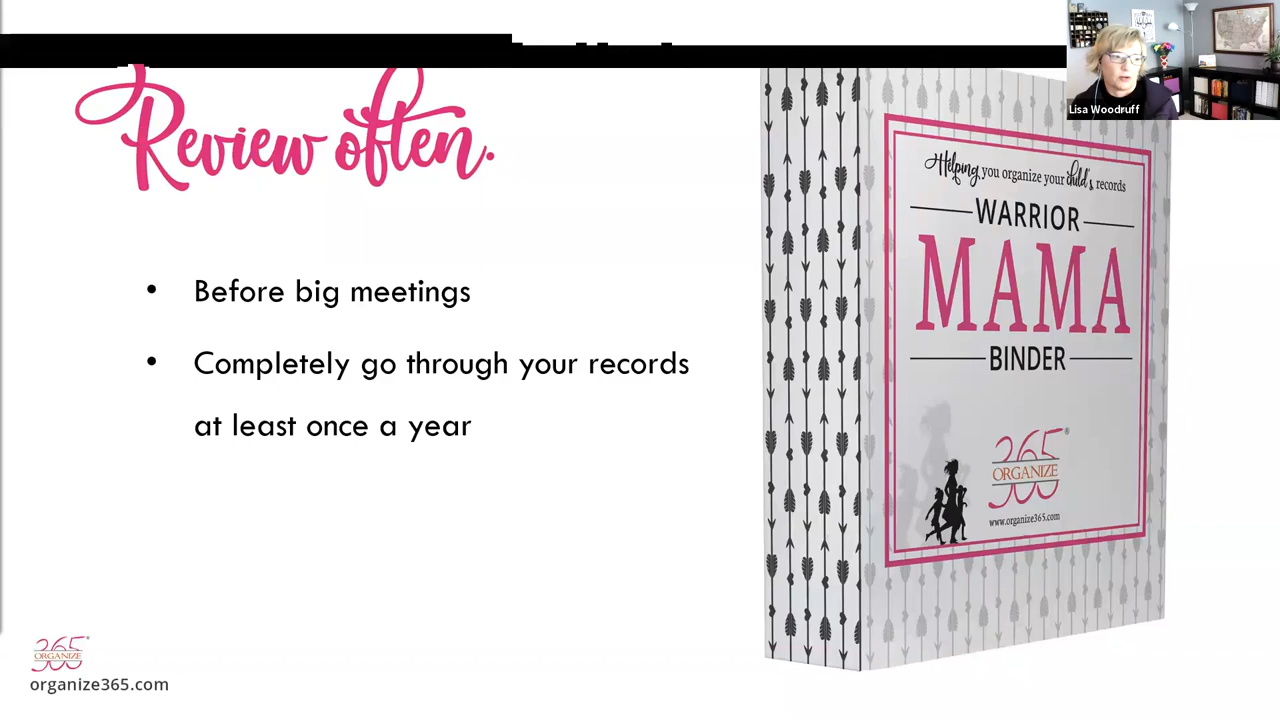 Review often.
• Before big meetings
• Completely go through your records
at least once a year
365®
ORGANIZE
organize365.com
Lisa Woodruff
Helping you organize your child's records
WARRIOR
MAMA
BINDER
365®
ORGANIZE
www.organize365.com